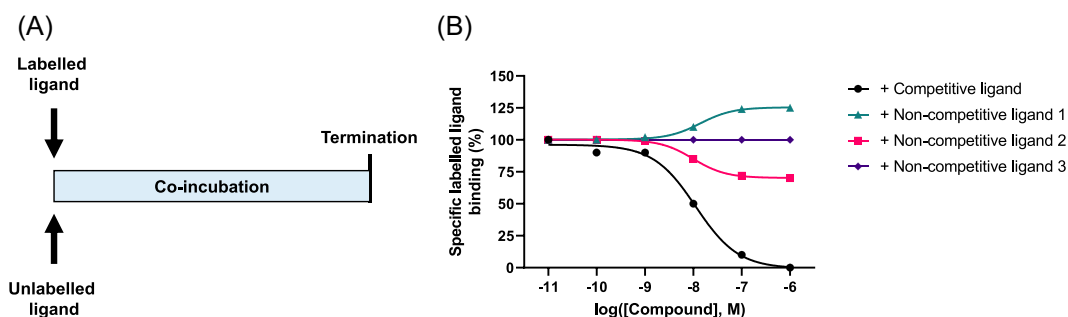 (A)
Labelled
ligand
Termination
Co-incubation
Unlabelled
ligand
(B)
Specific labelled ligand
binding (%)
150
125
100
75
50
25
0
-11
-10
-9
-8
-7
-6
log([Compound], M)
+ Competitive ligand
+ Non-competitive ligand 1
+ Non-competitive ligand 2
+ Non-competitive ligand 3